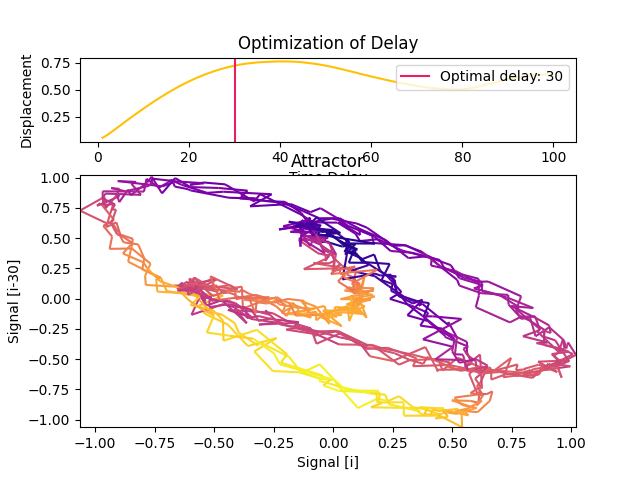 Optimization of Delay
Displacement
0.75
0.50
0.25
Optimal delay: 30
0 20 40 60 80 100
Time Delay
Attractor
Signal [i-30]
1.00
0.75
0.50
0.25
0.00
−0.25
−0.50
−0.75
−1.00
−1.00 −0.75 −0.50 −0.25 0.00 0.25 0.50 0.75 1.00
Signal [i]